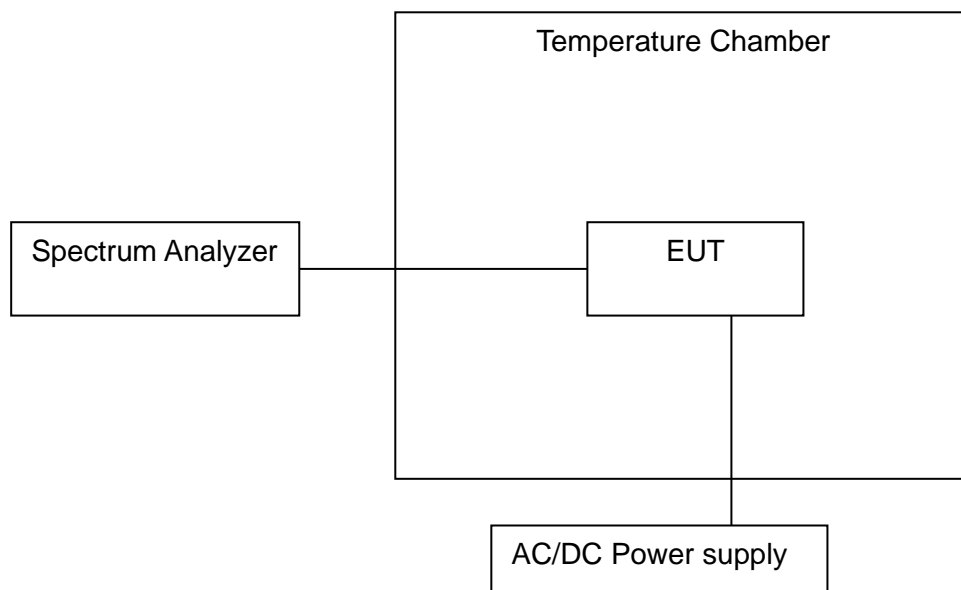 Temperature Chamber
Spectrum Analyzer
EUT
AC/DC Power supply